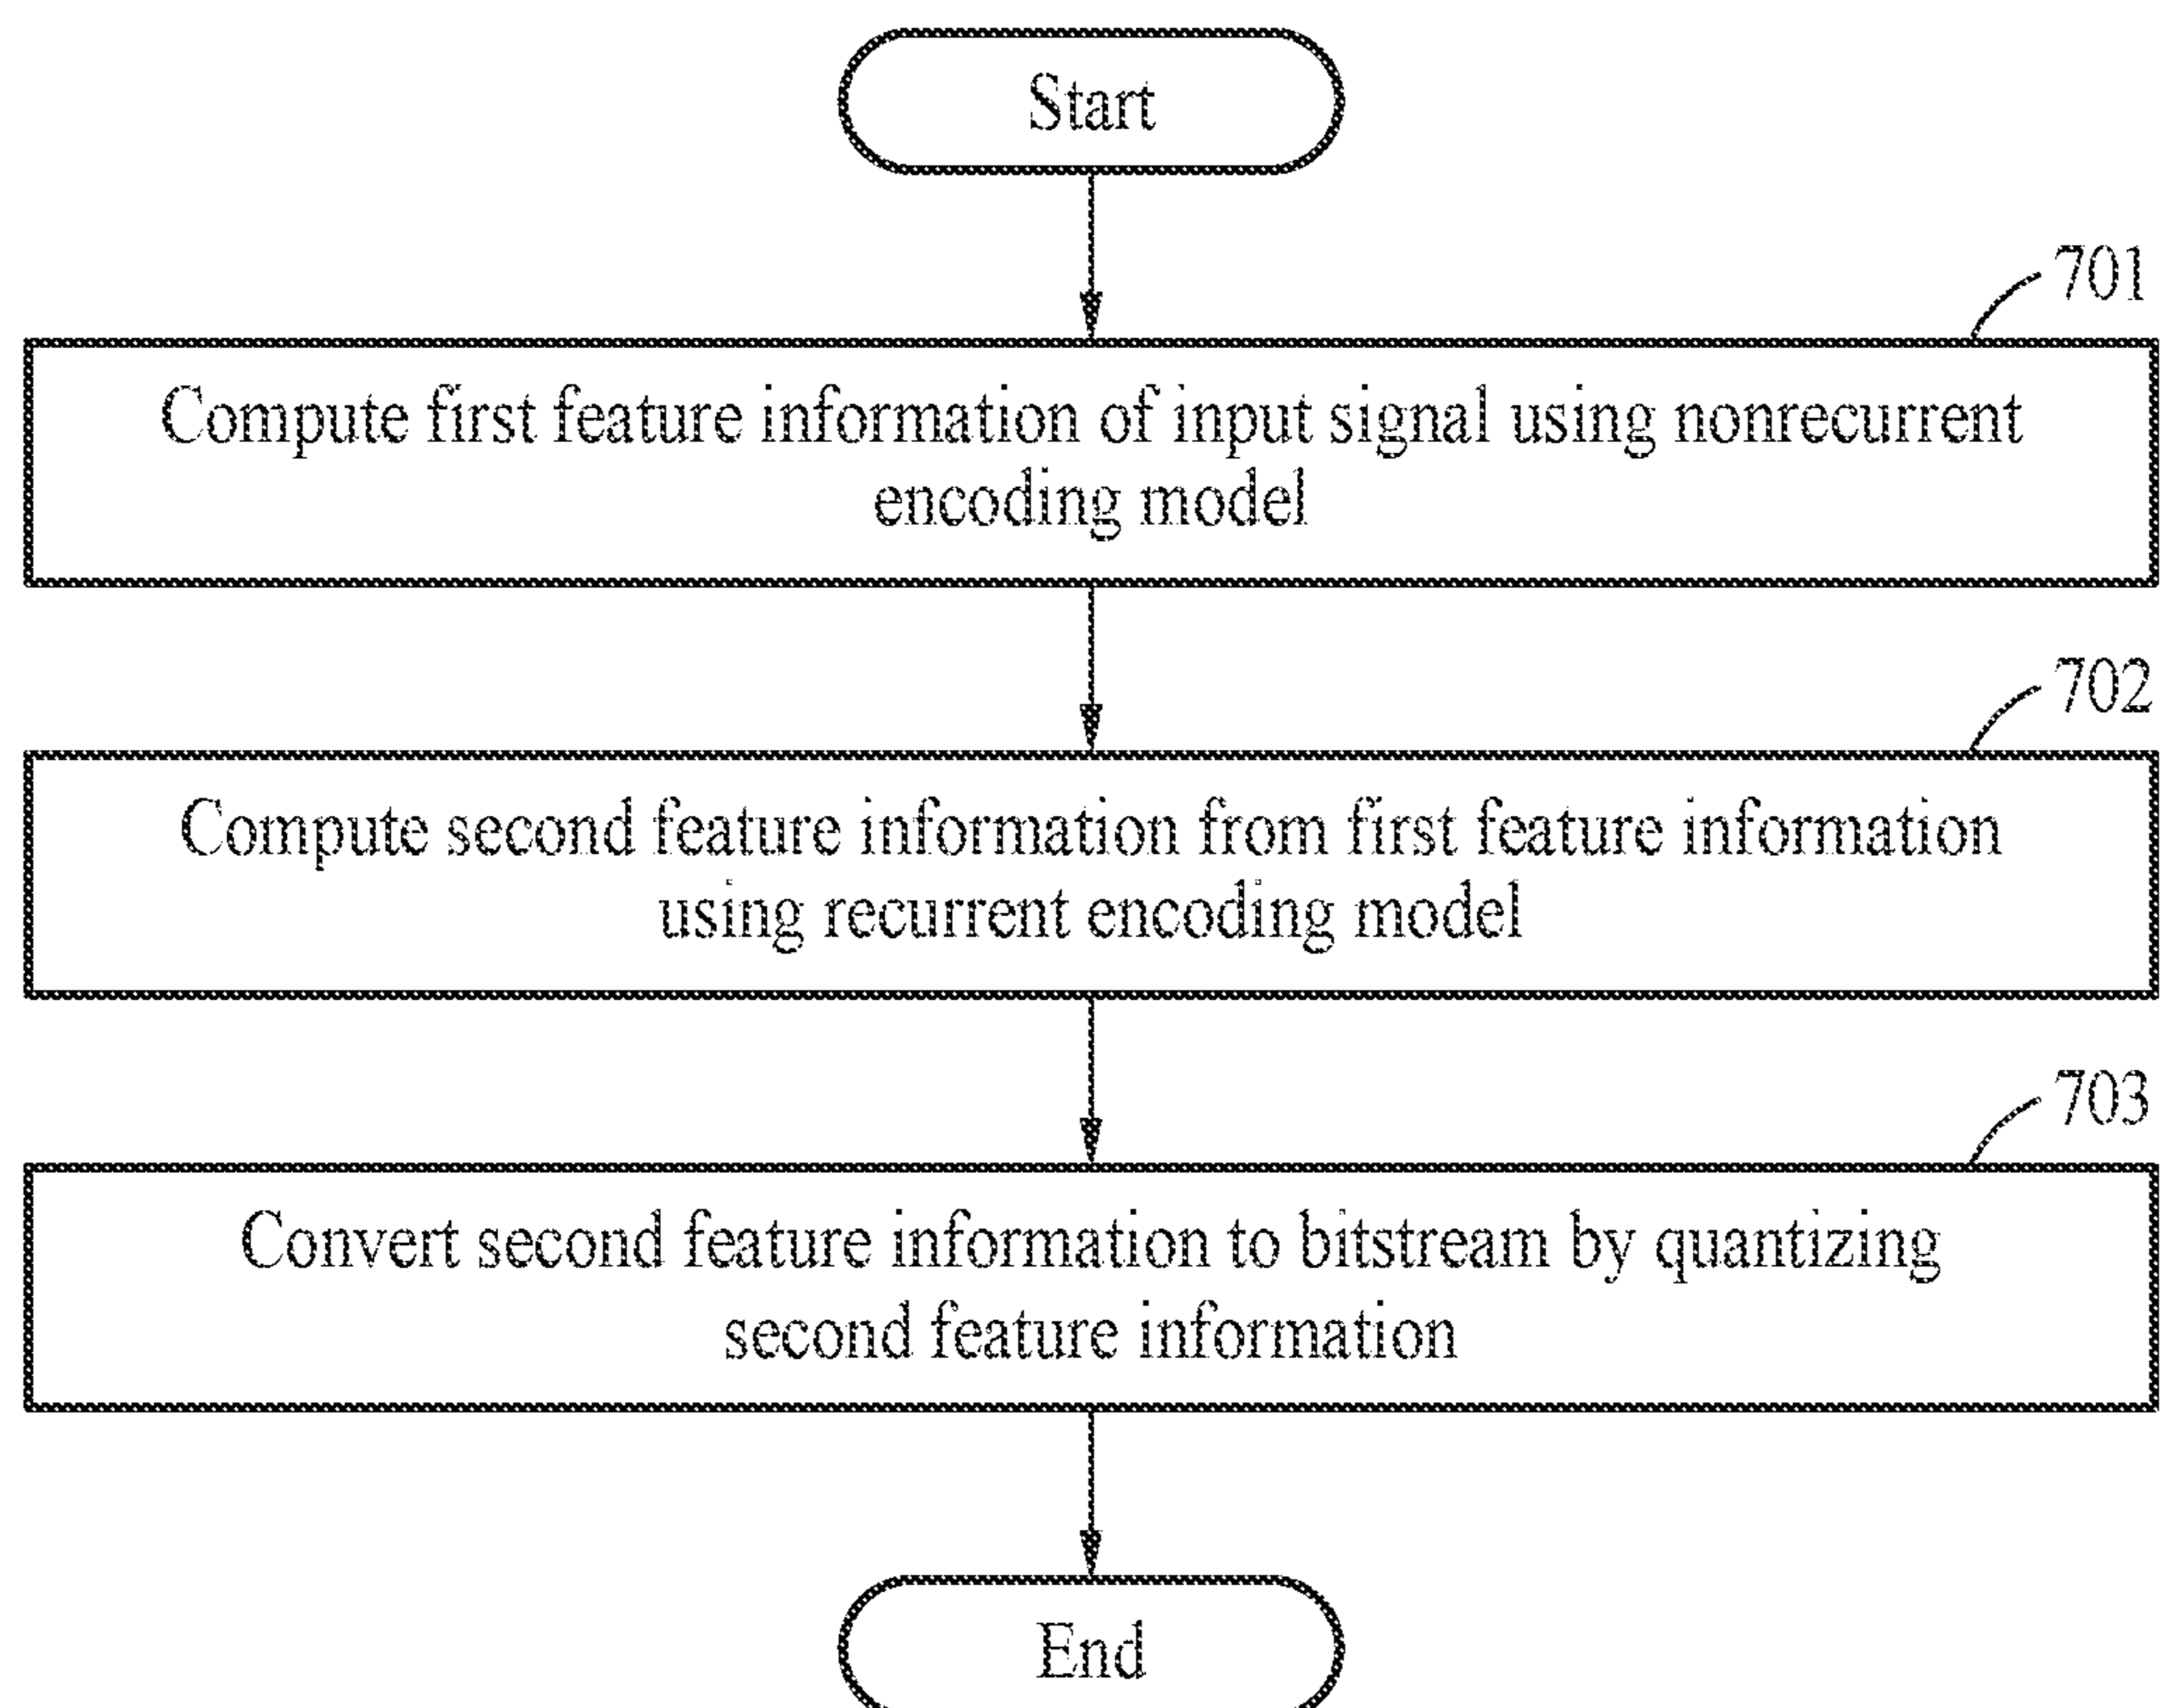 Start
701
Compute first feature information of input signal using nonrecurrent
encoding model
702
Compute second feature information from first feature information
using recurrent encoding model
703
Convert second feature information to bitstream by quantizing
second feature information
End